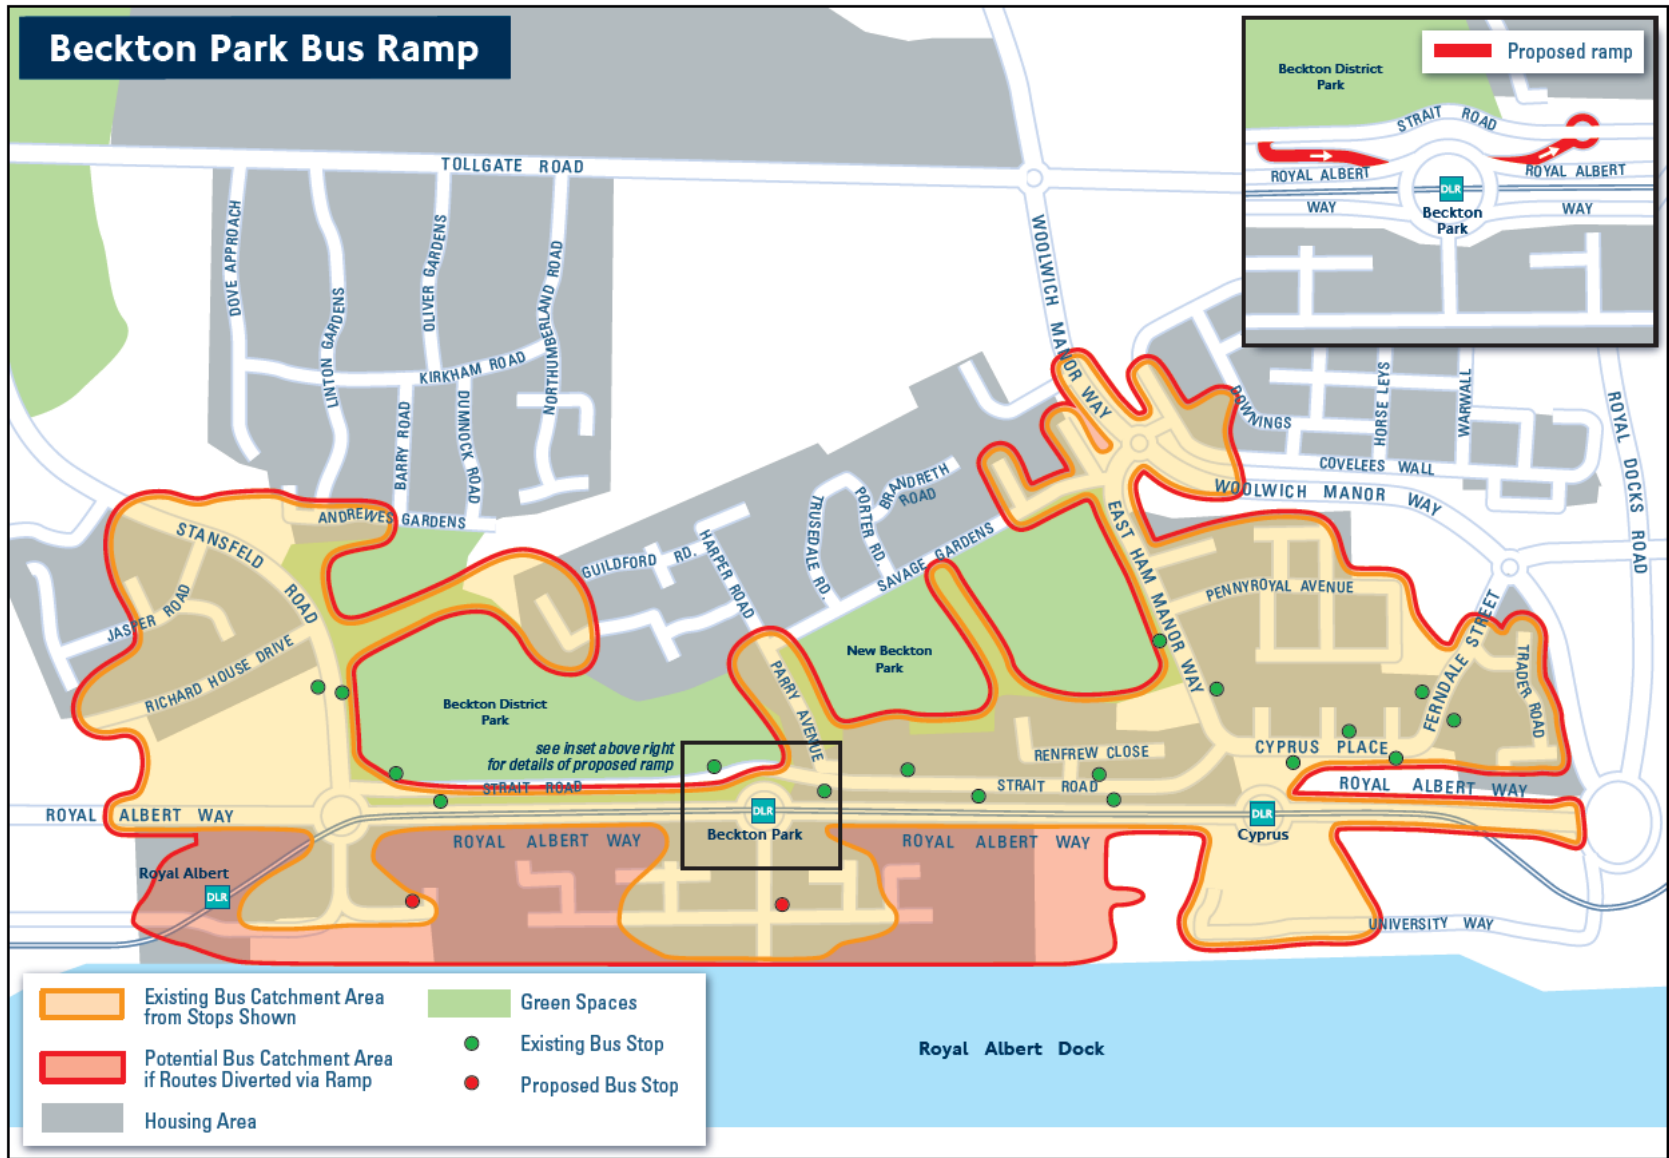 Beckton Park Bus Ramp
Proposed ramp
Beckton District
Park
STRAIT ROAD
ROYAL ALBERT
ROYAL ALBERT
DLR
WAY
WAY
Beckton
Park
TOLLGATE ROAD
WOOLWICH MANOR WAY
DOVE APPROACH
LINTON GARDENS
OLIVER GARDENS
NORTHUMBERLAND ROAD
KIRKHAM ROAD
BARRY ROAD
DUNNOCK ROAD
ANDREWES GARDENS
DOWNINGS
HORSE LEYS
WARWALL
ROYAL DOCKS ROAD
COVELEES WALL
WOOLWICH MANOR WAY
BRANDRETH
ROAD
PORTER RD.
TRUSEDALE RD.
SAVAGE GARDENS
HARPER ROAD
GUILDFORD RD.
STANSFELD ROAD
JASPER ROAD
RICHARD HOUSE DRIVE
EAST HAM MANOR WAY
PENNYROYAL AVENUE
FERNDALE STREET
TRADER ROAD
New Beckton
Park
PARRY AVENUE
Beckton District
Park
see inset above right
for details of proposed ramp
RENFREW CLOSE
CYPRUS PLACE
STRAIT ROAD
STRAIT ROAD
ROYAL ALBERT WAY
ROYAL ALBERT WAY
DLR
Beckton Park
DLR
Cyprus
ROYAL ALBERT WAY
ROYAL ALBERT WAY
Royal Albert
DLR
UNIVERSITY WAY
Existing Bus Catchment Area
from Stops Shown
Potential Bus Catchment Area
if Routes Diverted via Ramp
Housing Area
Green Spaces
Existing Bus Stop
Proposed Bus Stop
Royal Albert Dock